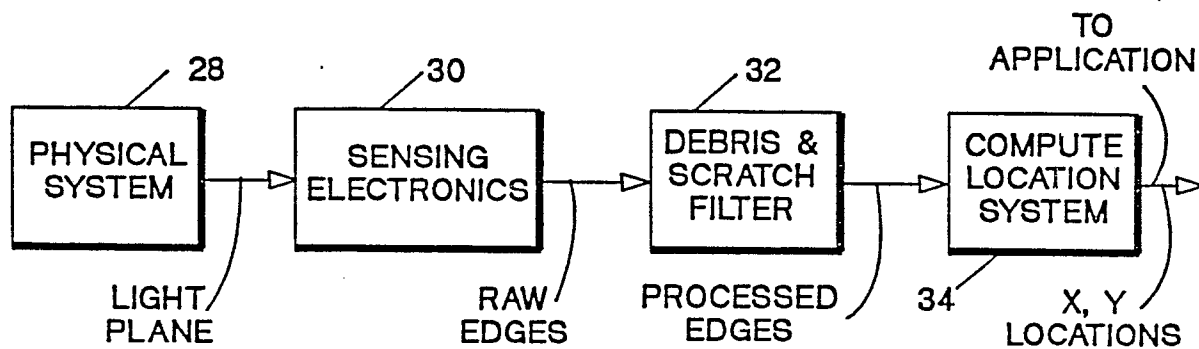 28
30
32
TO
APPLICATION
PHYSICAL
SYSTEM
SENSING
ELECTRONICS
DEBRIS &
SCRATCH
FILTER
COMPUTE
LOCATION
SYSTEM
LIGHT
PLANE
RAW
EDGES
PROCESSED
EDGES
34
X, Y
LOCATIONS